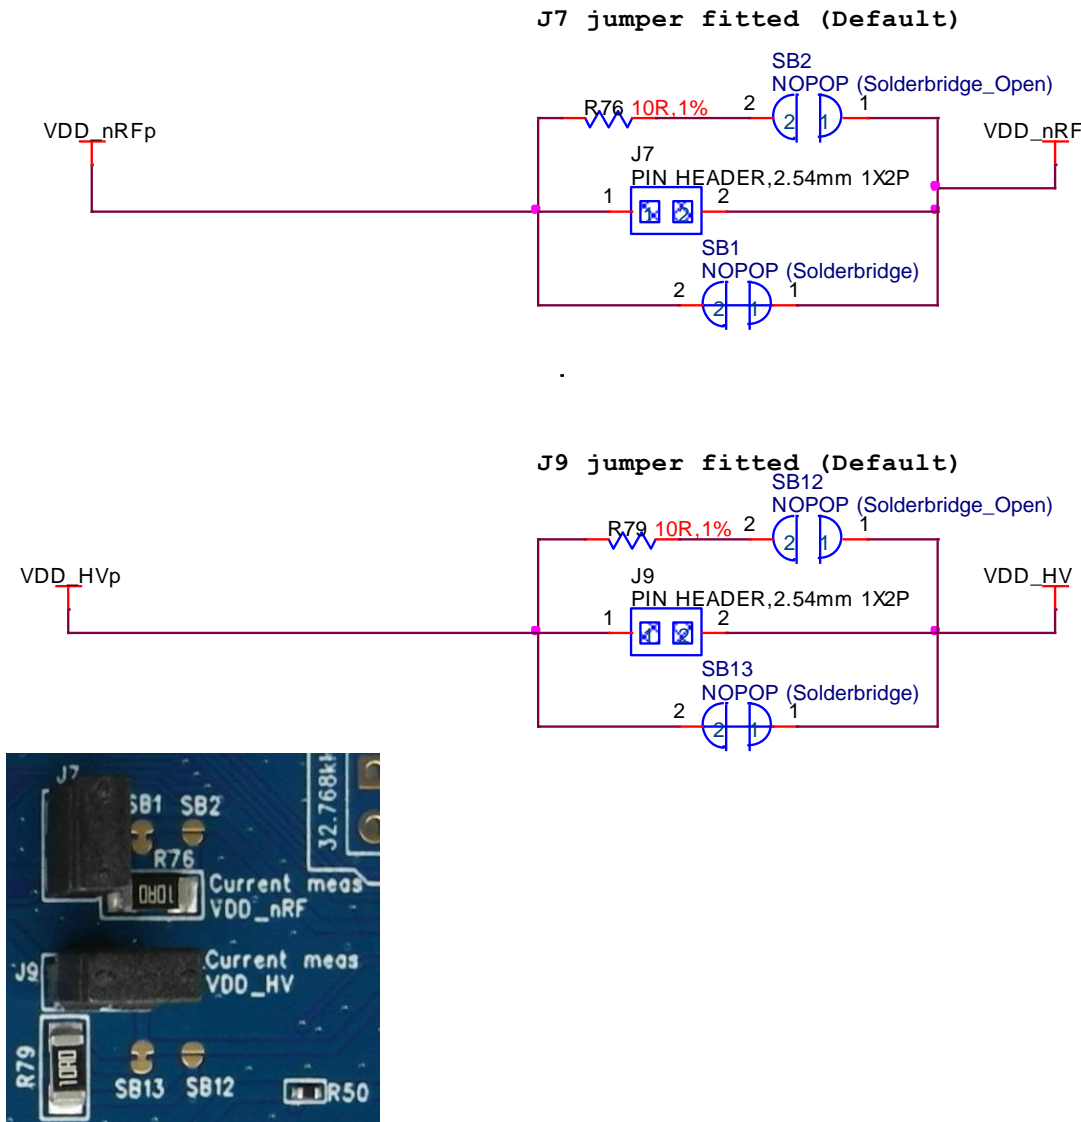 J7 jumper fitted (Default)
SB2
NOPOP (Solderbridge_Open)
R76 10R,1%
2
1
2
1
VDD_nRFp
VDD_nRF
J7
PIN HEADER,2.54mm 1X2P
1
2
1
2
SB1
NOPOP (Solderbridge)
2
1
2
1
J9 jumper fitted (Default)
SB12
NOPOP (Solderbridge_Open)
R79 10R,1%
2
1
2
1
VDD_HVp
VDD_HV
J9
PIN HEADER,2.54mm 1X2P
1
2
1
2
SB13
NOPOP (Solderbridge)
2
1
2
1
J7
SB1 SB2
32.768k
R76
10R0
Current meas
VDD_nRF
J9
Current meas
VDD_HV
R79
10R0
SB13 SB12
R50